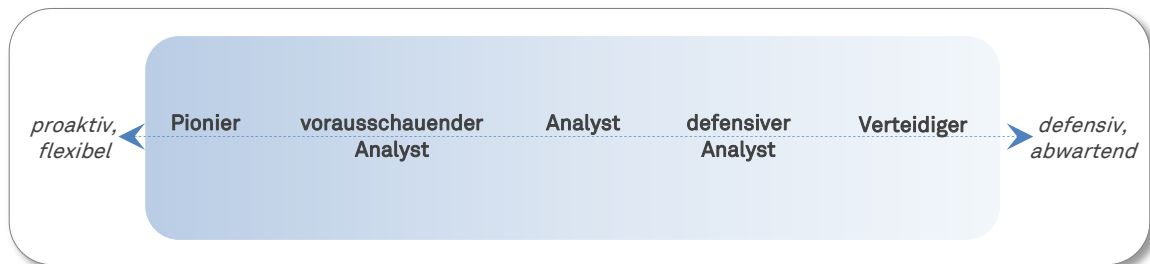 proaktiv,
flexibel
Pionier
vorausschauender
Analyst
Analyst
defensiver
Analyst
Verteidiger
defensiv,
abwartend